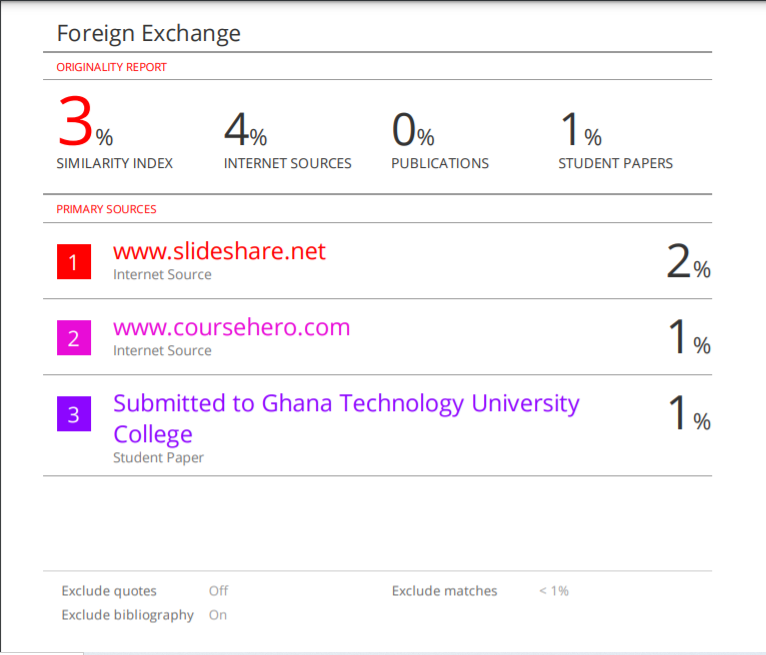 Foreign Exchange
ORIGINALITY REPORT
3% 4% 0% 1%
SIMILARITY INDEX INTERNET SOURCES PUBLICATIONS STUDENT PAPERS
PRIMARY SOURCES
1 www.slideshare.net 2%
Internet Source
2 www.coursehero.com 1%
Internet Source
3 Submitted to Ghana Technology University 1%
College
Student Paper
Exclude quotes Off Exclude matches < 1%
Exclude bibliography On